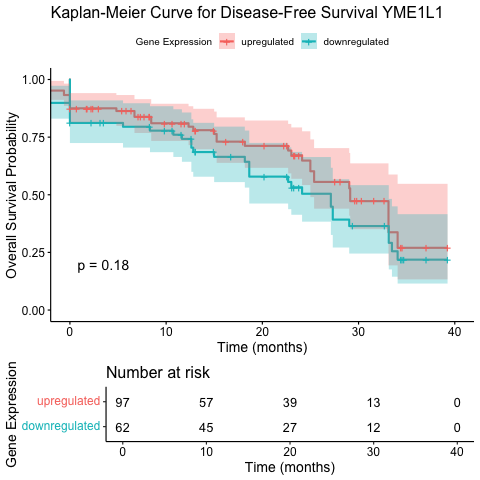 Kaplan-Meier Curve for Disease-Free Survival YME1L1
Gene Expression upregulated downregulated
Overall Survival Probability
1.00
0.75
0.50
0.25
0.00
p = 0.18
0 10 20 30 40
Time (months)
Number at risk
Gene Expression
upregulated 97 57 39 13 0
downregulated 62 45 27 12 0
0 10 20 30 40
Time (months)